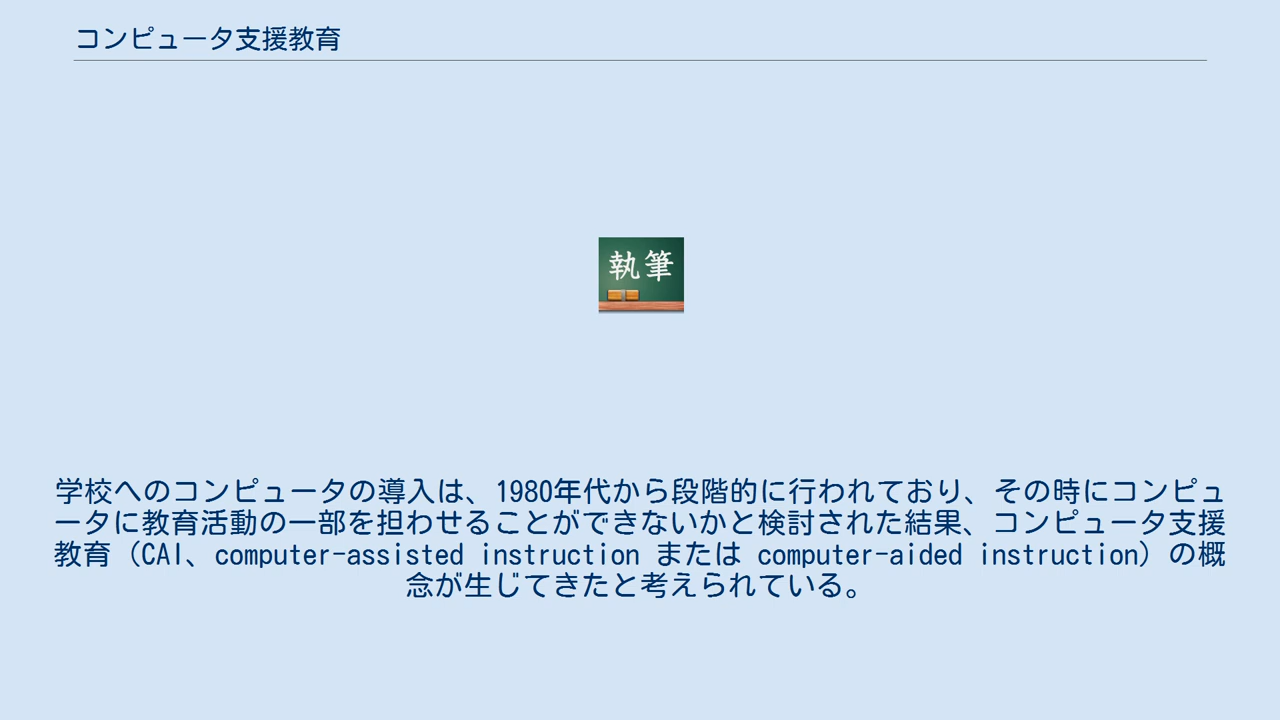 コンピュータ支援教育
執筆
学校へのコンピュータの導入は、1980年代から段階的に行われており、その時にコンピュ
ータに教育活動の一部を担わせることができないかと検討された結果、コンピュータ支援
教育（CAI、computer-assisted instruction または computer-aided instruction）の概
念が生じてきたと考えられている。